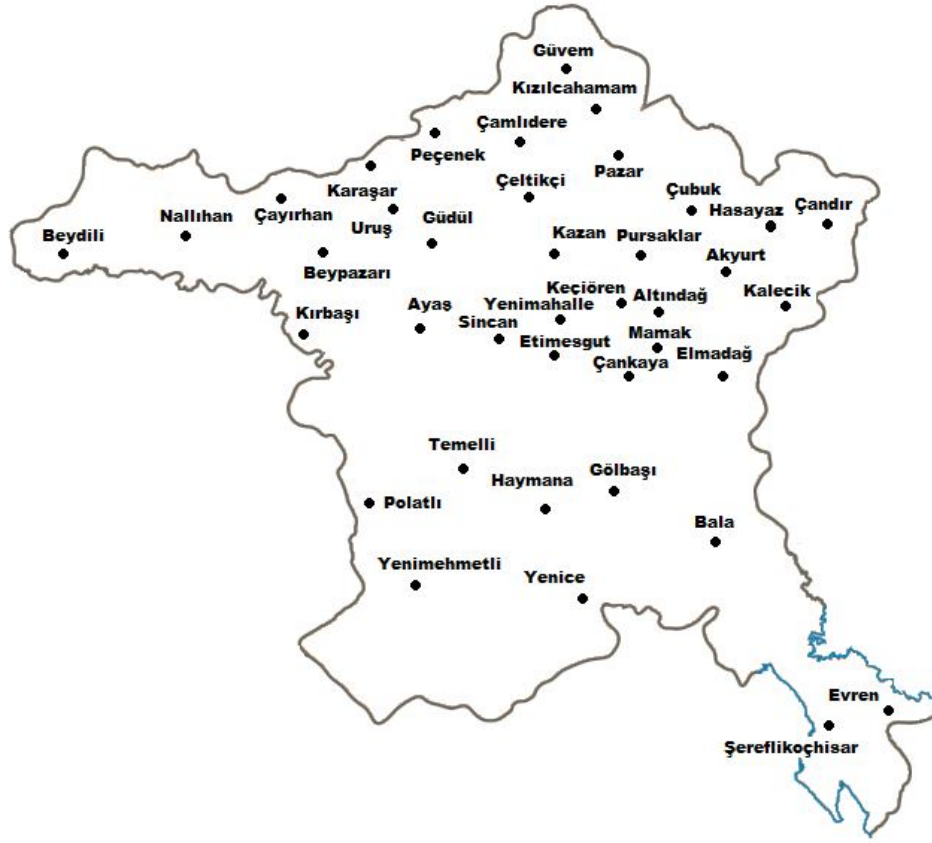 Güvem
Kızılcahamam
Çamlıdere
Peçenek
Pazar
Karaşar
Çeltikçi
Çubuk
Hasayaz
Çandır
Nallıhan
Çayırhan
Uruş
Güdül
Beydili
Kazan
Pursaklar
Akyurt
Beypazarı
Keçiören
Altındağ
Kalecik
Kırbaşı
Ayaş
Yenimahalle
Sincan
Mamak
Etimesgut
Çankaya
Elmadağ
Temelli
Haymana
Gölbaşı
Polatlı
Bala
Yenimehmetli
Yenice
Evren
Şereflikoçhisar